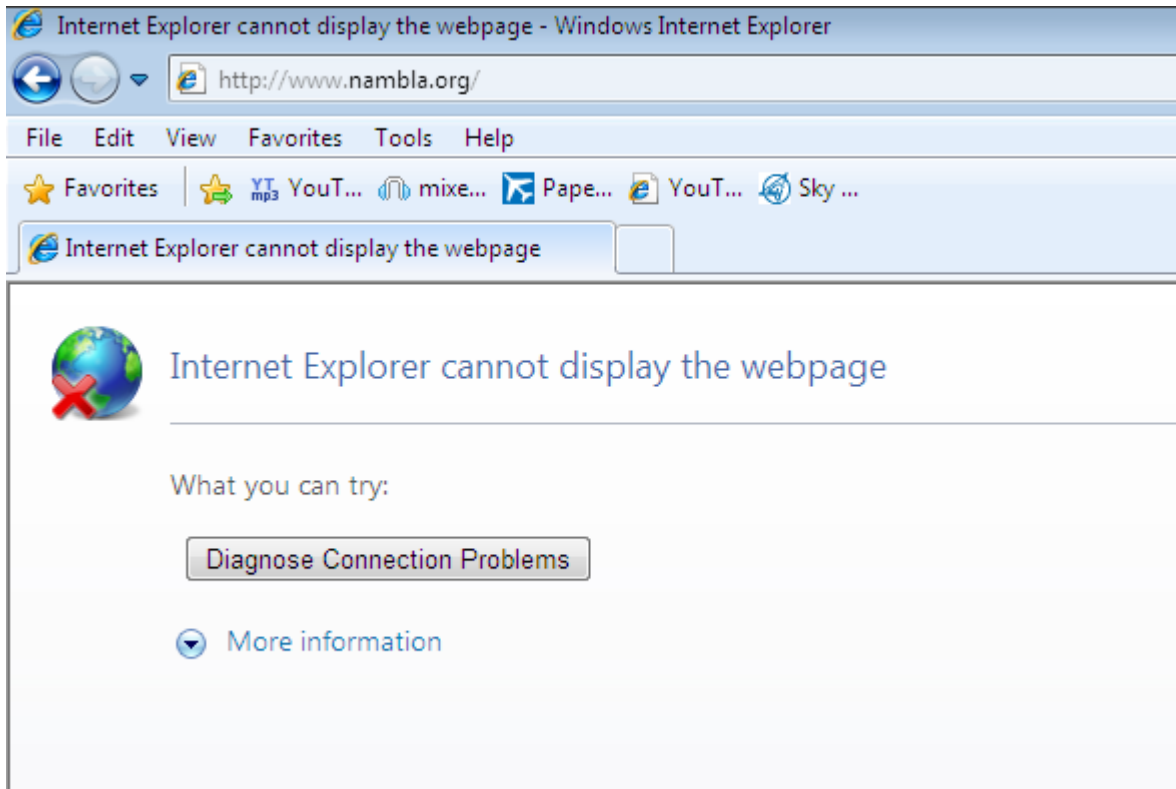 Internet Explorer cannot display the webpage - Windows Internet Explorer
http://www.nambla.org/
File Edit View Favorites Tools Help
Favorites YT mp3 YouT... mixe... Pape... YouT... Sky ...
Internet Explorer cannot display the webpage
Internet Explorer cannot display the webpage
What you can try:
Diagnose Connection Problems
More information